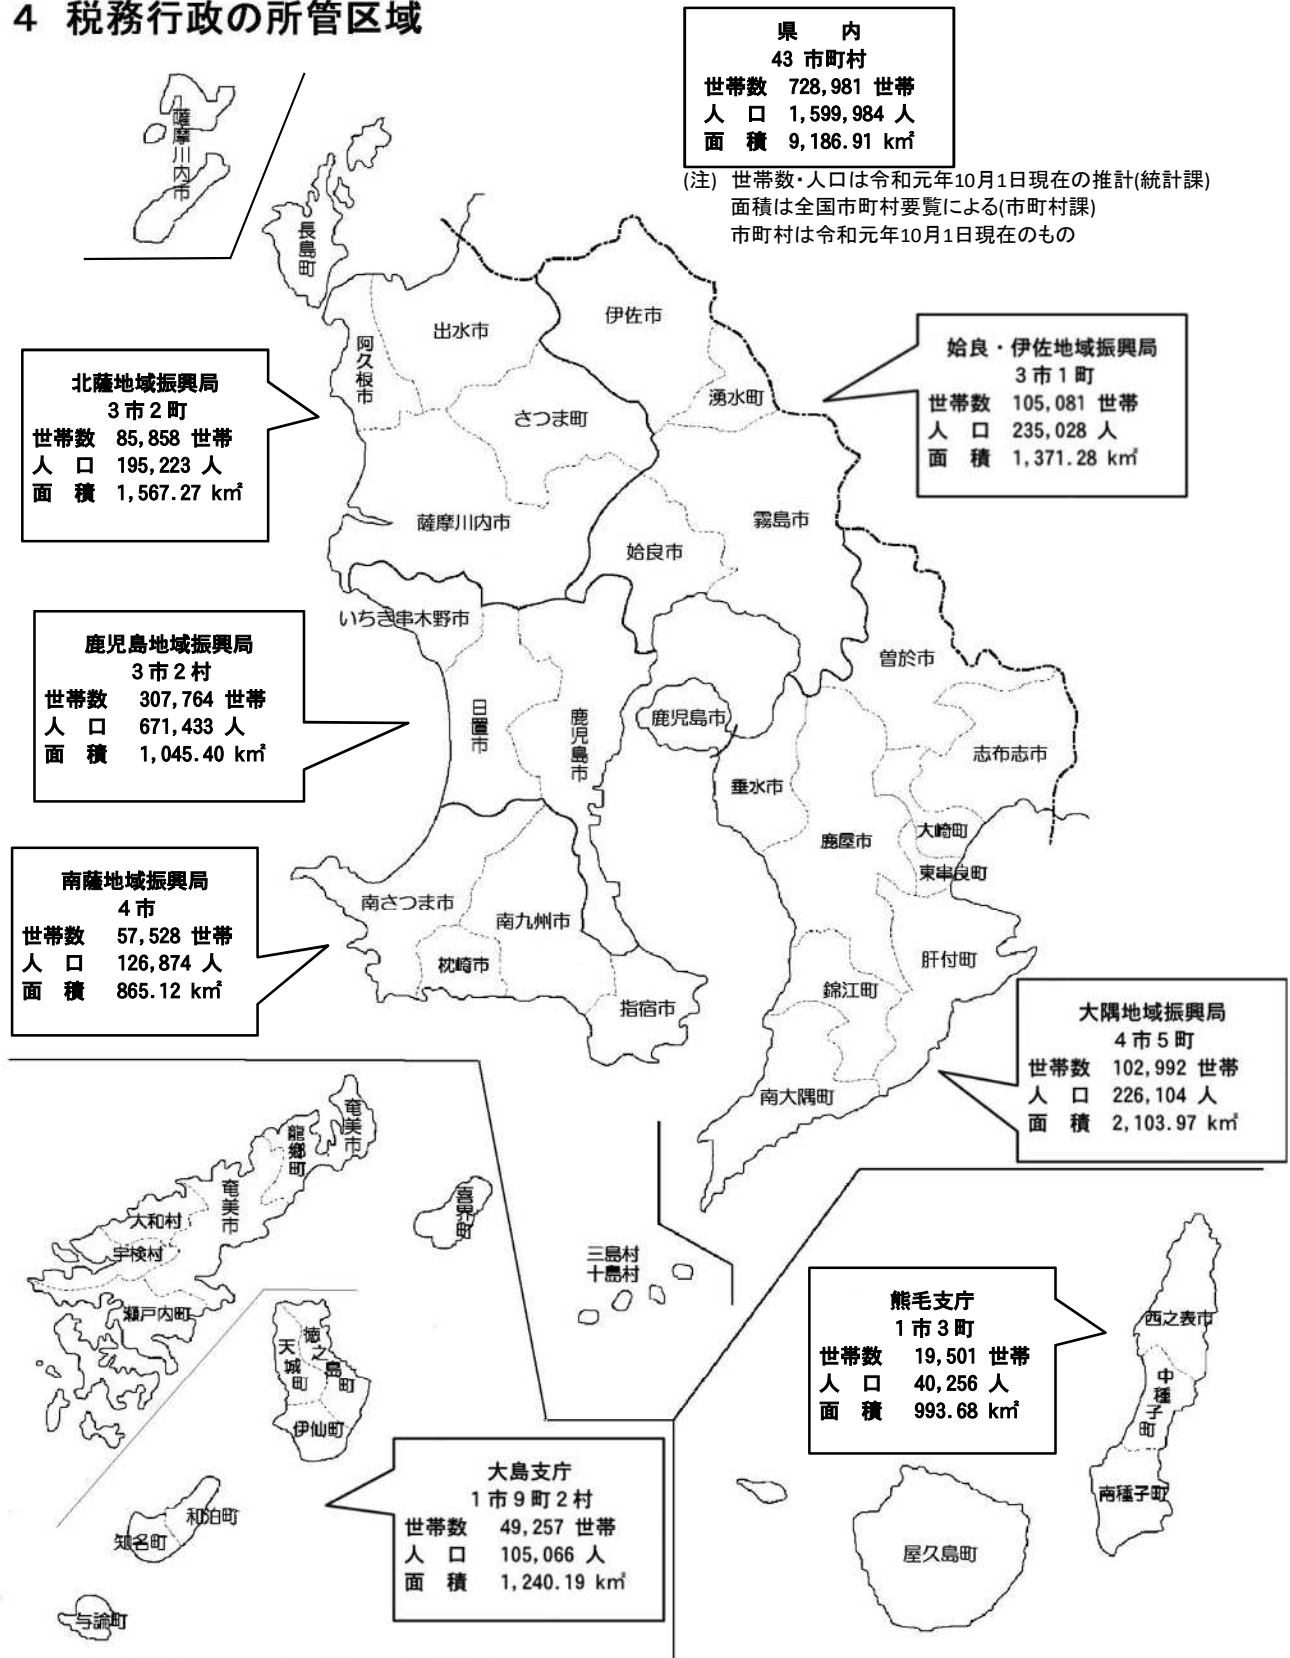 4 税務行政の所管区域
県　内
43 市町村
世帯数 728,981 世帯
人　口 1,599,984 人
面　積 9,186.91 k㎡
(注) 世帯数・人口は令和元年10月1日現在の推計(統計課)
面積は全国市町村要覧による(市町村課)
市町村は令和元年10月1日現在のもの
薩摩川内市
長島町
出水市
阿久根市
伊佐市
湧水町
さつま町
薩摩川内市
霧島市
姶良市
いちき串木野市
日置市
鹿児島市
鹿児島市
曽於市
志布志市
垂水市
鹿屋市
大崎町
東串良町
肝付町
錦江町
南大隅町
南さつま市
南九州市
枕崎市
指宿市
北薩地域振興局
3市2町
世帯数 85,858 世帯
人　口 195,223 人
面　積 1,567.27 k㎡
姶良・伊佐地域振興局
3市1町
世帯数 105,081 世帯
人　口 235,028 人
面　積 1,371.28 k㎡
鹿児島地域振興局
3市2村
世帯数 307,764 世帯
人　口 671,433 人
面　積 1,045.40 k㎡
南薩地域振興局
4市
世帯数 57,528 世帯
人　口 126,874 人
面　積 865.12 k㎡
大隅地域振興局
4市5町
世帯数 102,992 世帯
人　口 226,104 人
面　積 2,103.97 k㎡
奄美市
龍郷町
奄美市
大和村
宇検村
瀬戸内町
喜界町
徳之島町
天城町
伊仙町
和泊町
知名町
与論町
三島村
十島村
大島支庁
1市9町2村
世帯数 49,257 世帯
人　口 105,066 人
面　積 1,240.19 k㎡
熊毛支庁
1市3町
世帯数 19,501 世帯
人　口 40,256 人
面　積 993.68 k㎡
西之表市
中種子町
南種子町
屋久島町